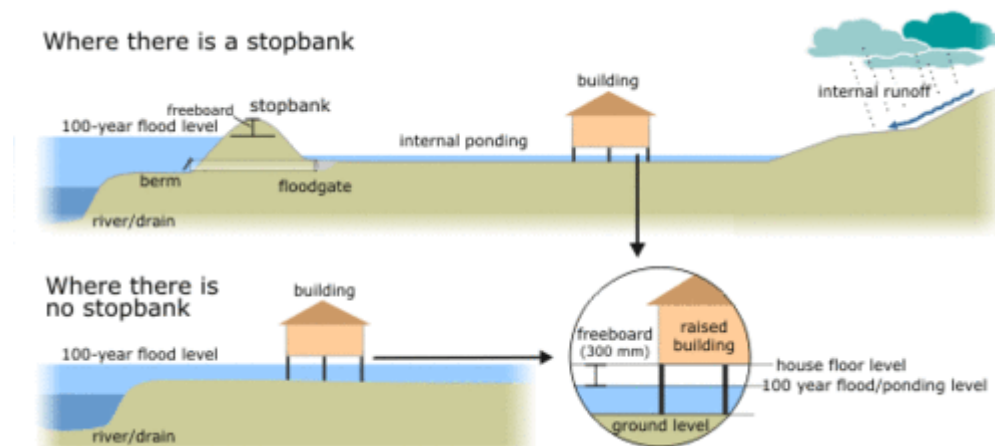 Where there is a stopbank
freeboard
stopbank
100-year flood level
berm
floodgate
river/drain
internal ponding
building
internal runoff
Where there is
no stopbank
building
100-year flood level
river/drain
freeboard
(300 mm)
raised
building
house floor level
100 year flood/ponding level
ground level